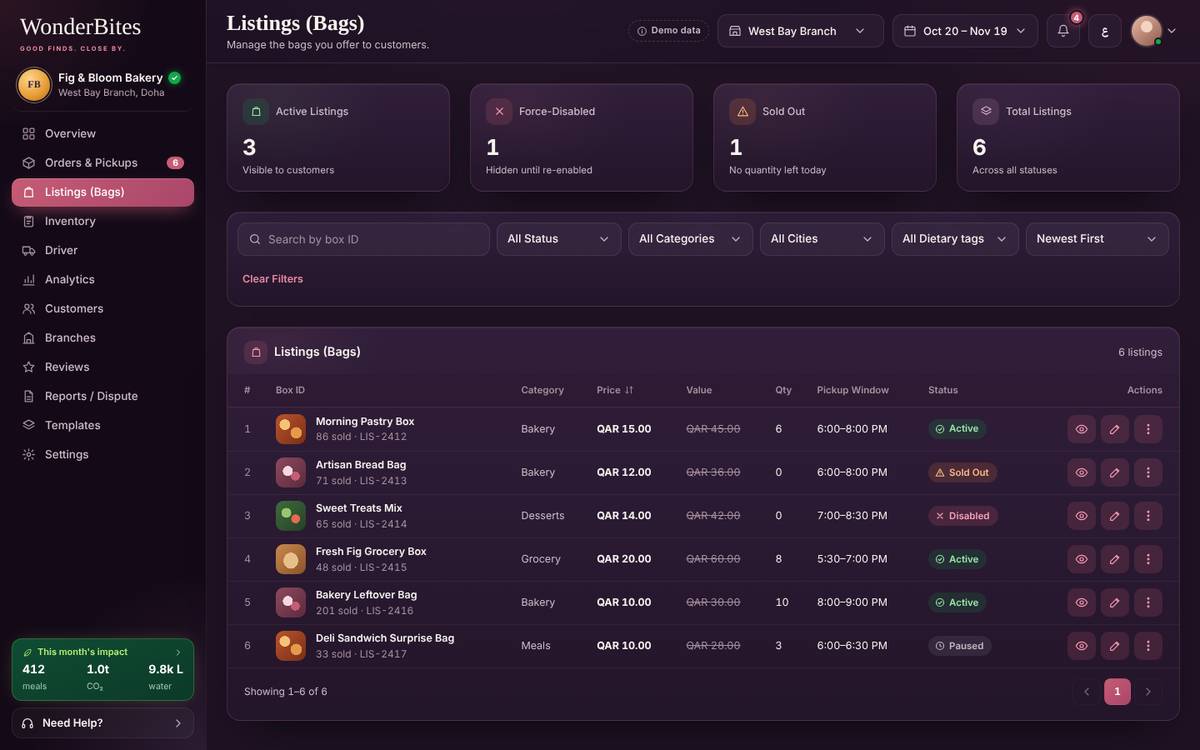 WonderBites
GOOD FINDS. CLOSE BY.
FB
Fig & Bloom Bakery
West Bay Branch, Doha
Overview
Orders & Pickups 6
Listings (Bags)
Inventory
Driver
Analytics
Customers
Branches
Reviews
Reports / Dispute
Templates
Settings
This month's impact
412 1.0t 9.8k L
meals CO₂ water
Need Help?
Listings (Bags)
Manage the bags you offer to customers.
Demo data
West Bay Branch
Oct 20 – Nov 19
4
ع
Active Listings
3
Visible to customers
Force-Disabled
1
Hidden until re-enabled
Sold Out
1
No quantity left today
Total Listings
6
Across all statuses
Search by box ID All Status All Categories All Cities All Dietary tags Newest First
Clear Filters
Listings (Bags) 6 listings
# Box ID Category Price Value Qty Pickup Window Status Actions
1 Morning Pastry Box Bakery QAR 15.00 QAR 45.00 6 6:00–8:00 PM Active
86 sold · LIS-2412
2 Artisan Bread Bag Bakery QAR 12.00 QAR 36.00 0 6:00–8:00 PM Sold Out
71 sold · LIS-2413
3 Sweet Treats Mix Desserts QAR 14.00 QAR 42.00 0 7:00–8:30 PM Disabled
65 sold · LIS-2414
4 Fresh Fig Grocery Box Grocery QAR 20.00 QAR 60.00 8 5:30–7:00 PM Active
48 sold · LIS-2415
5 Bakery Leftover Bag Bakery QAR 10.00 QAR 30.00 10 8:00–9:00 PM Active
201 sold · LIS-2416
6 Deli Sandwich Surprise Bag Meals QAR 10.00 QAR 28.00 3 6:00–6:30 PM Paused
33 sold · LIS-2417
Showing 1–6 of 6 1